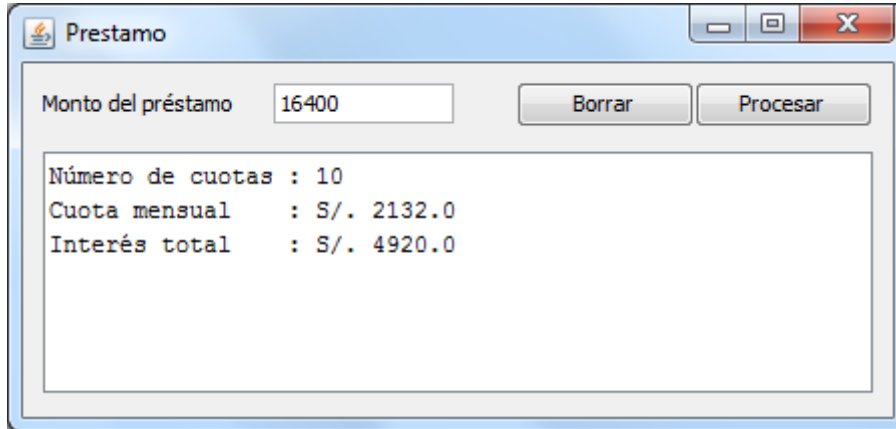 Prestamo
Monto del préstamo 16400 Borrar Procesar
Número de cuotas : 10
Cuota mensual : S/. 2132.0
Interés total : S/. 4920.0